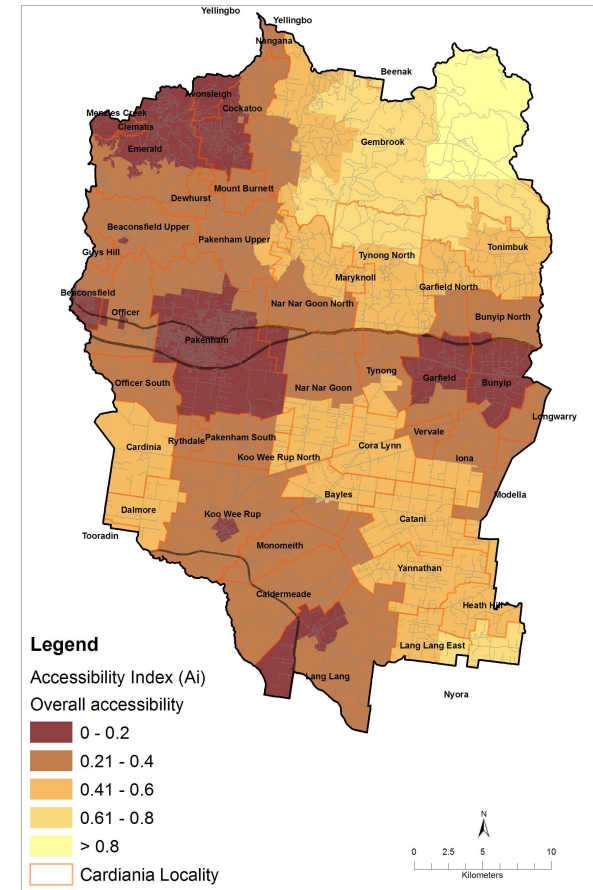 Yellingbo
Yellingbo
Nangana
Beenak
Avonsleigh
Menzies Creek
Cockatoo
Clematis
Emerald
Gembrook
Mount Burnett
Dewhurst
Beaconsfield Upper
Pakenham Upper
Tonimbuk
Guys Hill
Tynong North
Maryknoll
Garfield North
Beaconsfield
Officer
Nar Nar Goon North
Bunyip North
Pakenham
Tynong
Garfield
Bunyip
Officer South
Nar Nar Goon
Longwarry
Vervale
Rythdale
Pakenham South
Cardinia
Cora Lynn
Koo Wee Rup North
Iona
Bayles
Modella
Dalmore
Koo Wee Rup
Catani
Tooradin
Monomeith
Yannathan
Caldermeade
Heath Hill
Lang Lang East
Lang Lang
Nyora
Legend
Accessibility Index (Ai)
Overall accessibility
0 - 0.2
0.21 - 0.4
0.41 - 0.6
0.61 - 0.8
> 0.8
Cardiania Locality
N
0 2.5 5 10
Kilometers